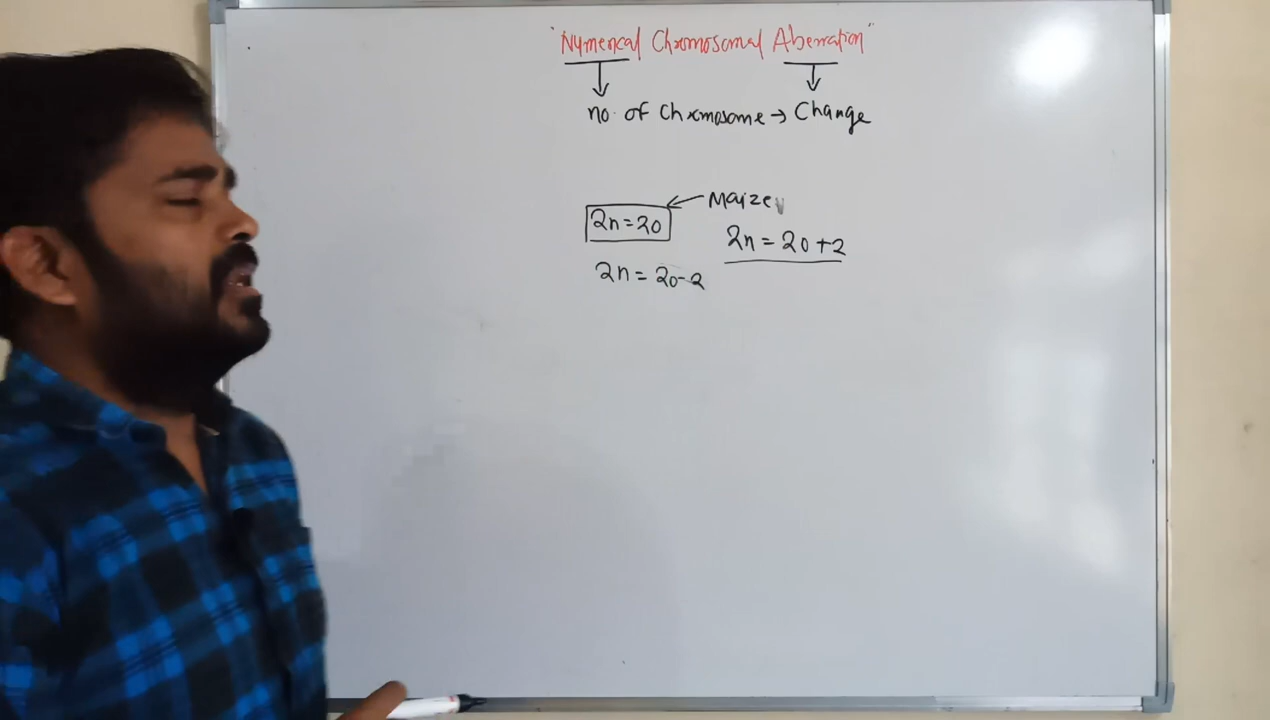 "Numerical Chromosomal Aberration"
no. of Chromosome → Change
Maize
2n=20
2n = 20+2
2n = 20-2